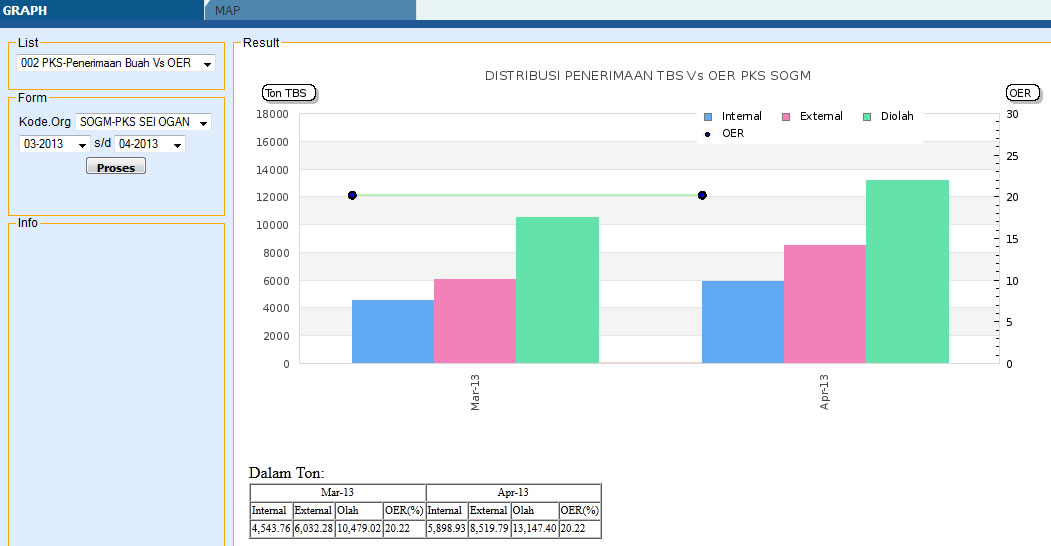 GRAPH MAP
List
002 PKS-Penerimaan Buah Vs OER
Form
Kode.Org SOGM-PKS SEI OGAN
03-2013 s/d 04-2013
Proses
Info
Result
DISTRIBUSI PENERIMAAN TBS Vs OER PKS SOGM
Ton TBS
OER
Internal External Diolah
OER
18000
16000
14000
12000
10000
8000
6000
4000
2000
0
30
25
20
15
10
5
0
Mar-13
Apr-13
Dalam Ton:
Mar-13 Apr-13
Internal External Olah OER(%) Internal External Olah OER(%)
4,543.76 6,032.28 10,479.02 20.22 5,898.93 8,519.79 13,147.40 20.22